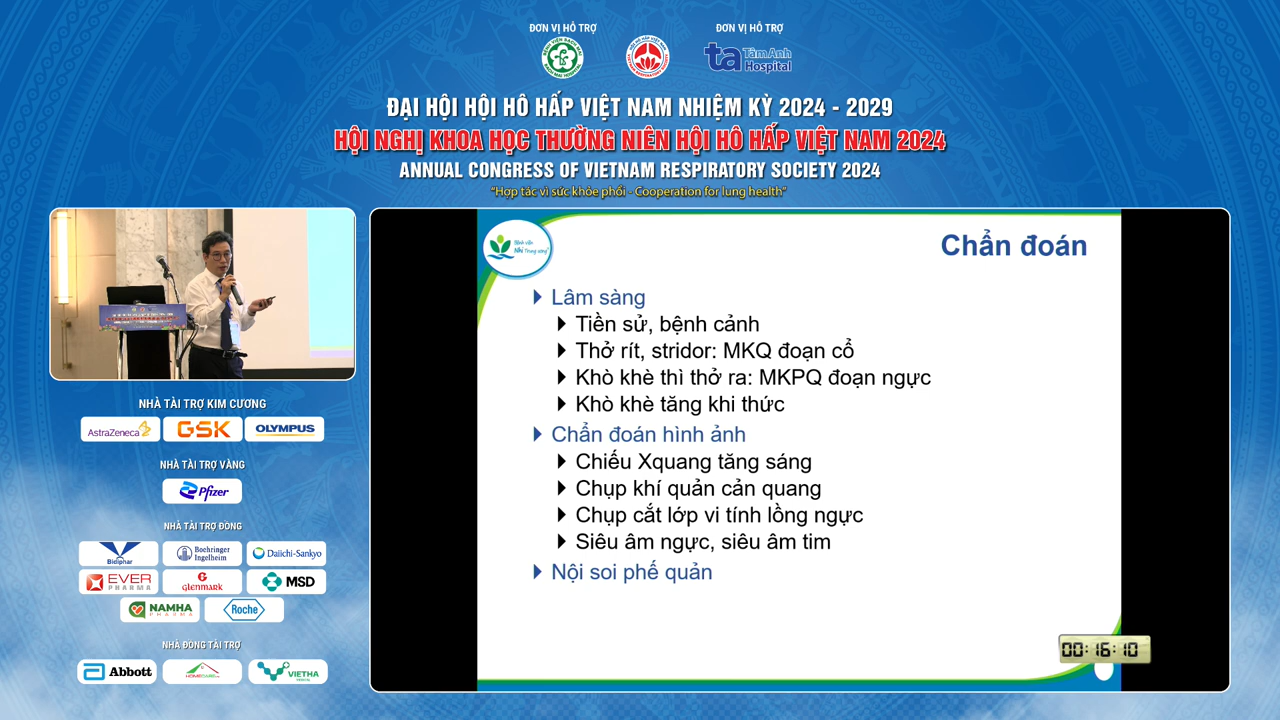 ĐƠN VỊ HỖ TRỢ
ĐƠN VỊ HỖ TRỢ
TâmAnh
Hospital
ĐẠI HỘI HỘI HÔ HẤP VIỆT NAM NHIỆM KỲ 2024 - 2029
HỘI NGHỊ KHOA HỌC THƯỜNG NIÊN HỘI HÔ HẤP VIỆT NAM 2024
ANNUAL CONGRESS OF VIETNAM RESPIRATORY SOCIETY 2024
"Hợp tác vì sức khỏe phổi - Cooperation for lung health"
Bệnh viện
Nhi Trung ương
Chẩn đoán
Lâm sàng
Tiền sử, bệnh cảnh
Thở rít, stridor: MKQ đoạn cổ
Khò khè thì thở ra: MKPQ đoạn ngực
Khò khè tăng khi thức
Chẩn đoán hình ảnh
Chiếu Xquang tăng sáng
Chụp khí quản cản quang
Chụp cắt lớp vi tính lồng ngực
Siêu âm ngực, siêu âm tim
Nội soi phế quản
00:16:10
NHÀ TÀI TRỢ KIM CƯƠNG
AstraZeneca
GSK
OLYMPUS
NHÀ TÀI TRỢ VÀNG
Pfizer
NHÀ TÀI TRỢ ĐỒNG
Bidiphar
Boehringer
Ingelheim
Daiichi-Sankyo
EVER
PHARMA
GLENMARK
MSD
NAMHA
PHARMA
Roche
NHÀ ĐỒNG TÀI TRỢ
Abbott
VIETHA